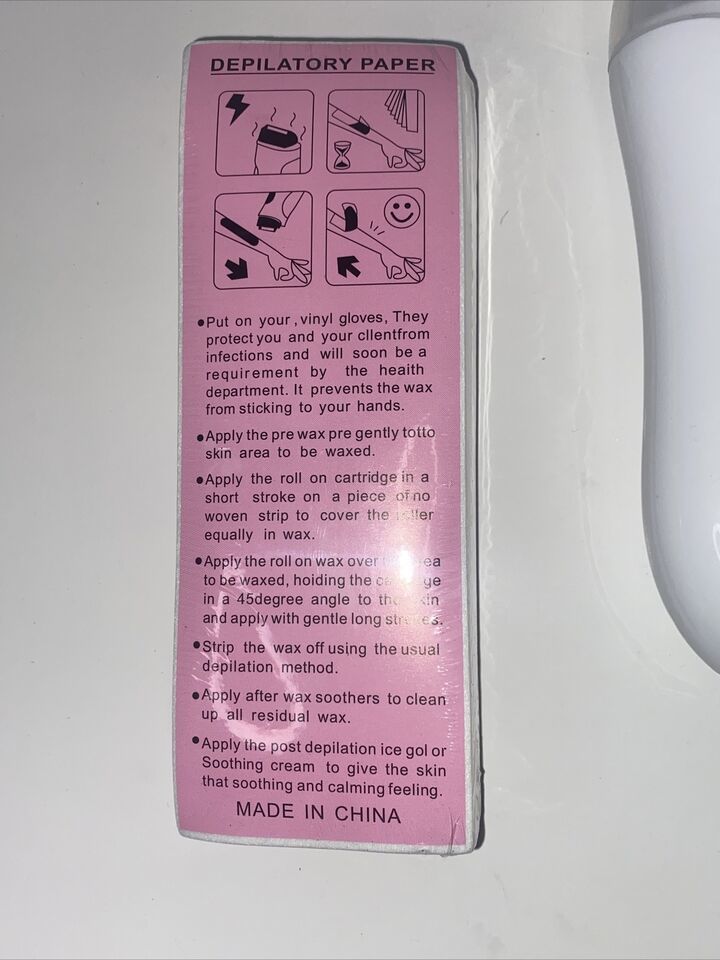 DEPILATORY PAPER
•Put on your ,vinyl gloves, They
protect you and your cllentfrom
infections and will soon be a
requirement by the heaith
department. It prevents the wax
from sticking to your hands.
•Apply the pre wax pre gently totto
skin area to be waxed.
•Apply the roll on cartridge in a
short stroke on a piece of no
woven strip to cover the roller
equally in wax.
•Apply the roll on wax over
to be waxed, hoiding the
in a 45degree angle to the skin
and apply with gentle long strokes.
•Strip the wax off using the usual
depilation method.
•Apply after wax soothers to clean
up all residual wax.
•Apply the post depilation ice gol or
Soothing cream to give the skin
that soothing and calming feeling.
MADE IN CHINA